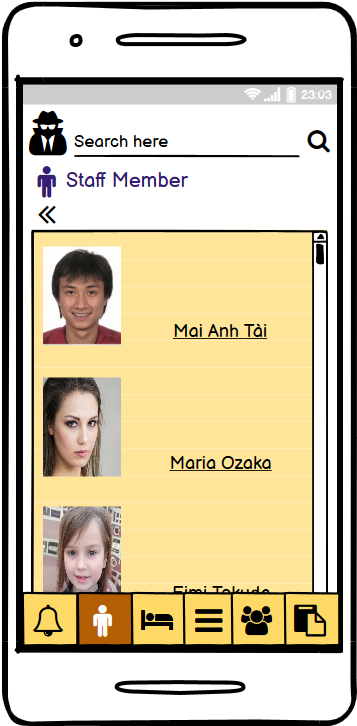 23:03
Search here
Staff Member
Mai Anh Tài
Maria Ozaka